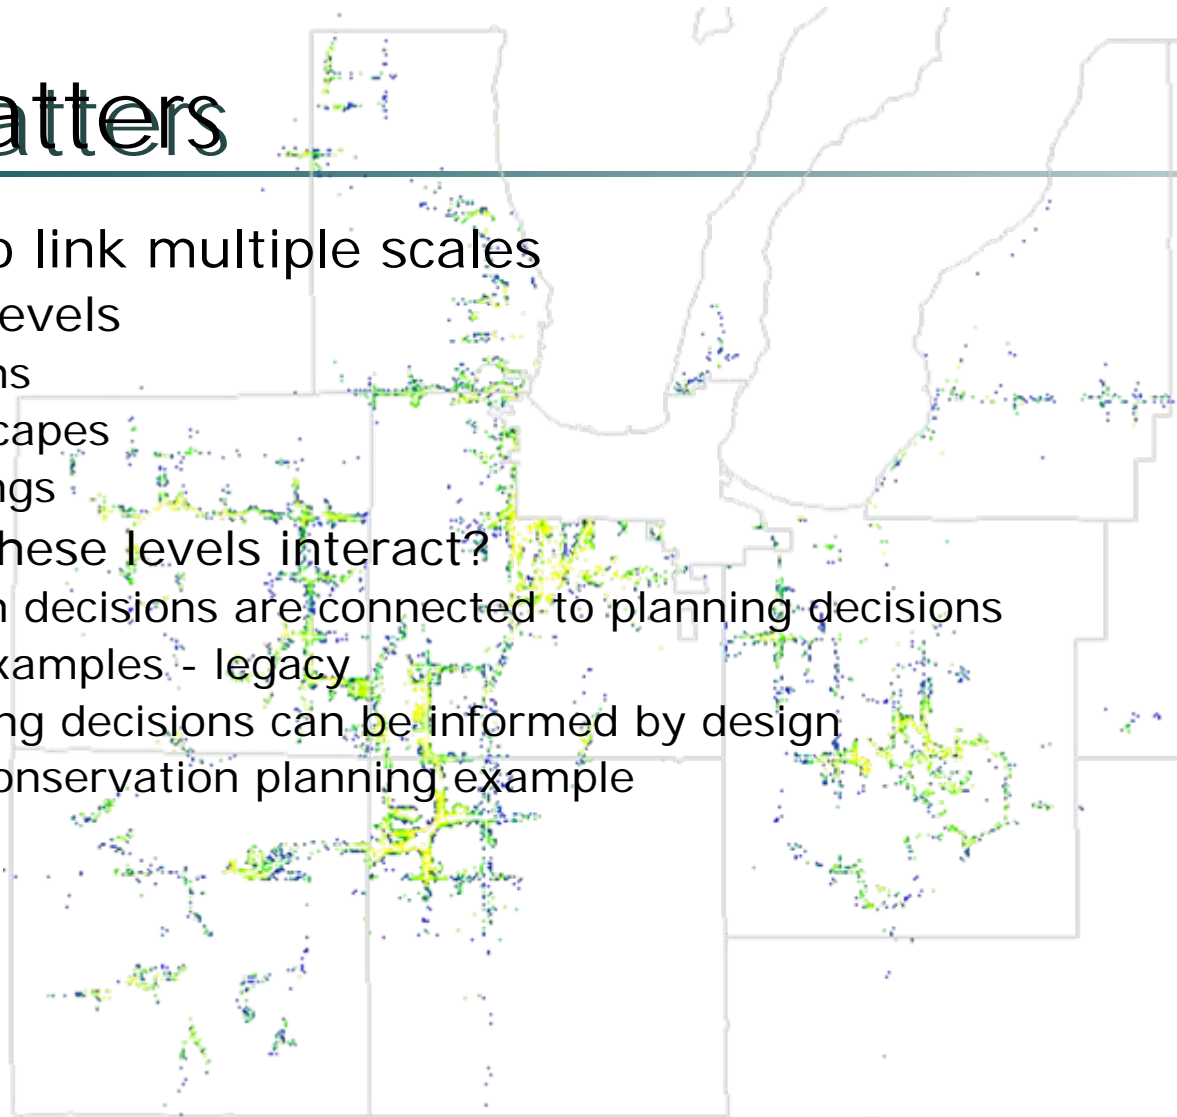 atters
o link multiple scales
evels
ns
capes
ngs
hese levels interact?
n decisions are connected to planning decisions
xamples - legacy
ng decisions can be informed by design
onservation planning example